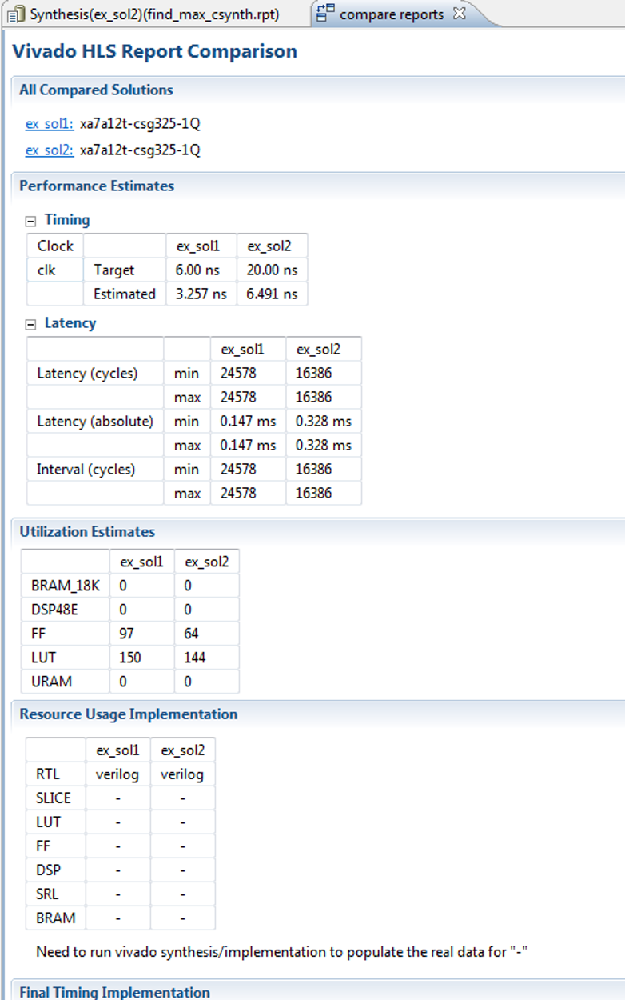 Synthesis(ex_sol2)(find_max_csynth.rpt) compare reports
Vivado HLS Report Comparison
All Compared Solutions
ex_sol1: xa7a12t-csg325-1Q
ex_sol2: xa7a12t-csg325-1Q
Performance Estimates
Timing
Clock ex_sol1 ex_sol2
clk Target 6.00 ns 20.00 ns
Estimated 3.257 ns 6.491 ns
Latency
ex_sol1 ex_sol2
Latency (cycles) min 24578 16386
max 24578 16386
Latency (absolute) min 0.147 ms 0.328 ms
max 0.147 ms 0.328 ms
Interval (cycles) min 24578 16386
max 24578 16386
Utilization Estimates
ex_sol1 ex_sol2
BRAM_18K 0 0
DSP48E 0 0
FF 97 64
LUT 150 144
URAM 0 0
Resource Usage Implementation
ex_sol1 ex_sol2
RTL verilog verilog
SLICE - -
LUT - -
FF - -
DSP - -
SRL - -
BRAM - -
Need to run vivado synthesis/implementation to populate the real data for "-"
Final Timing Implementation